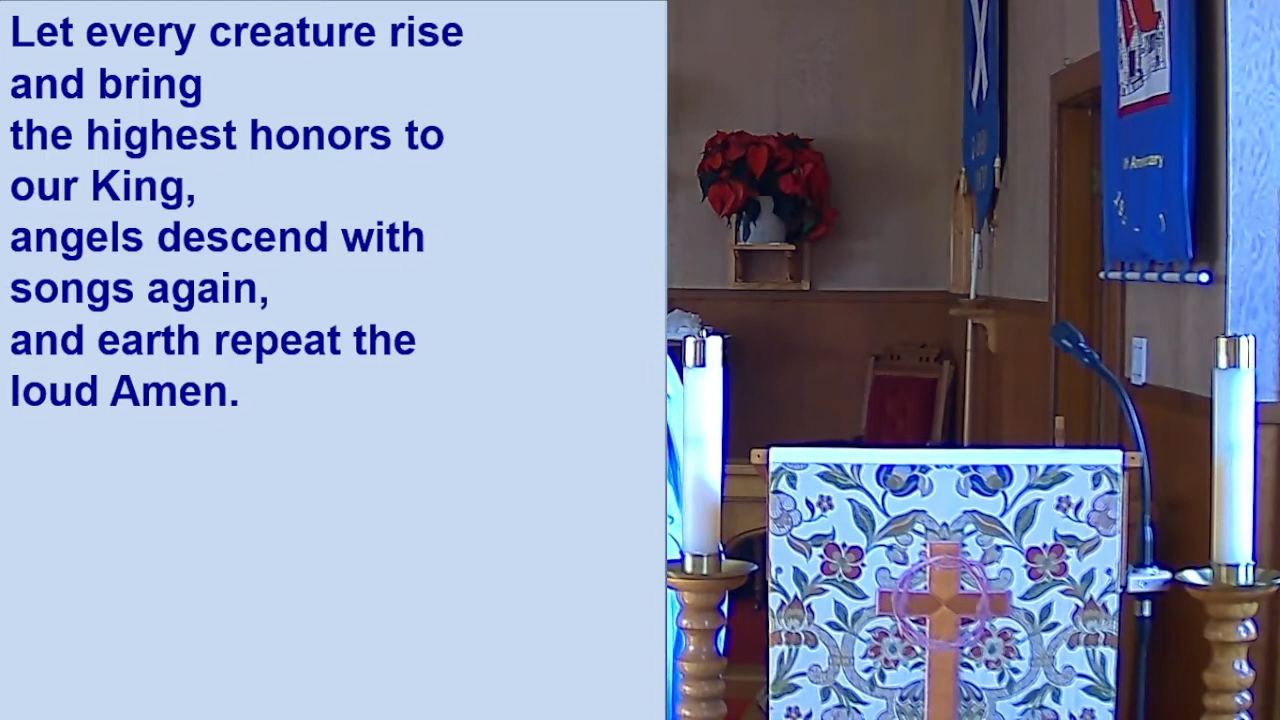 Let every creature rise
and bring
the highest honors to
our King,
angels descend with
songs again,
and earth repeat the
loud Amen.